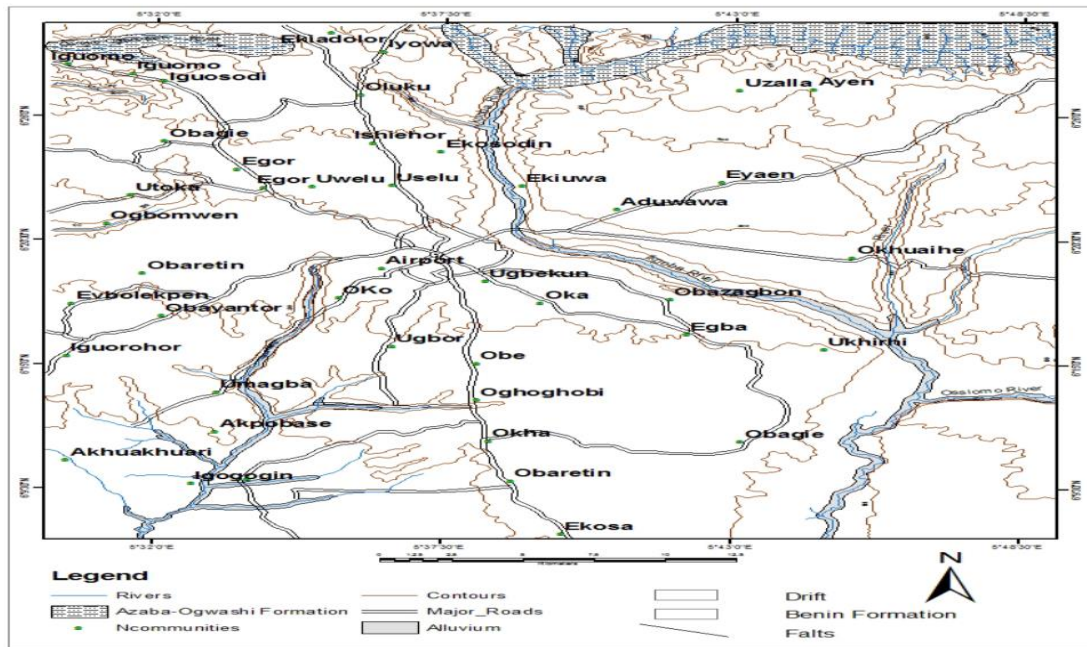 5°32'0"E 5°37'30"E 5°43'0"E 5°48'30"E
Ekiadolor
Iyowa
Iguomo
Iguomo
Iguosodi
Oluku
Uzalla
Ayen
Obagie
Ishiehor
Ekosodin
Egor
Egor
Uwelu
Uselu
Ekiuwa
Eyaen
Utoka
Aduwawa
Ogbomwen
Okhuaihe
Obaretin
Airport
Ugbekun
Evbolekpen
OKo
Oka
Obazagbon
Obayantor
Egba
Iguorohor
Ugbor
Ukhirhi
Obe
Umagba
Ossiomo River
Oghoghobi
Akpobase
Okha
Obagie
Akhuakhuari
Igogogin
Obaretin
Ekosa
5°32'0"E 5°37'30"E 5°43'0"E 5°48'30"E
N
Legend
Rivers
Contours
Drift
Azaba-Ogwashi Formation
Major_Roads
Benin Formation
Ncommunities
Alluvium
Falts